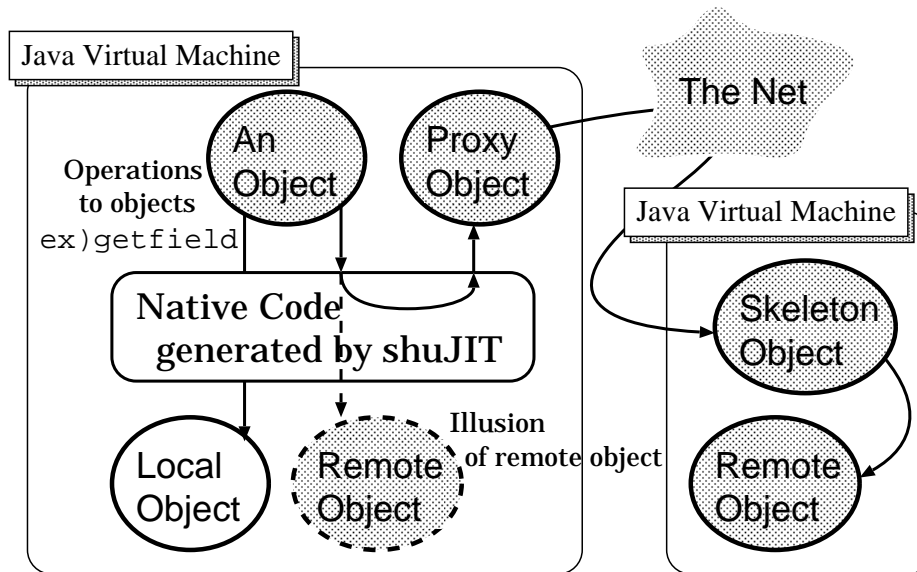 Java Virtual Machine
The Net
An
Object
Proxy
Object
Operations
to objects
ex)getfield
Java Virtual Machine
Native Code
generated by shuJIT
Skeleton
Object
Illusion
of remote object
Local
Object
Remote
Object
Remote
Object